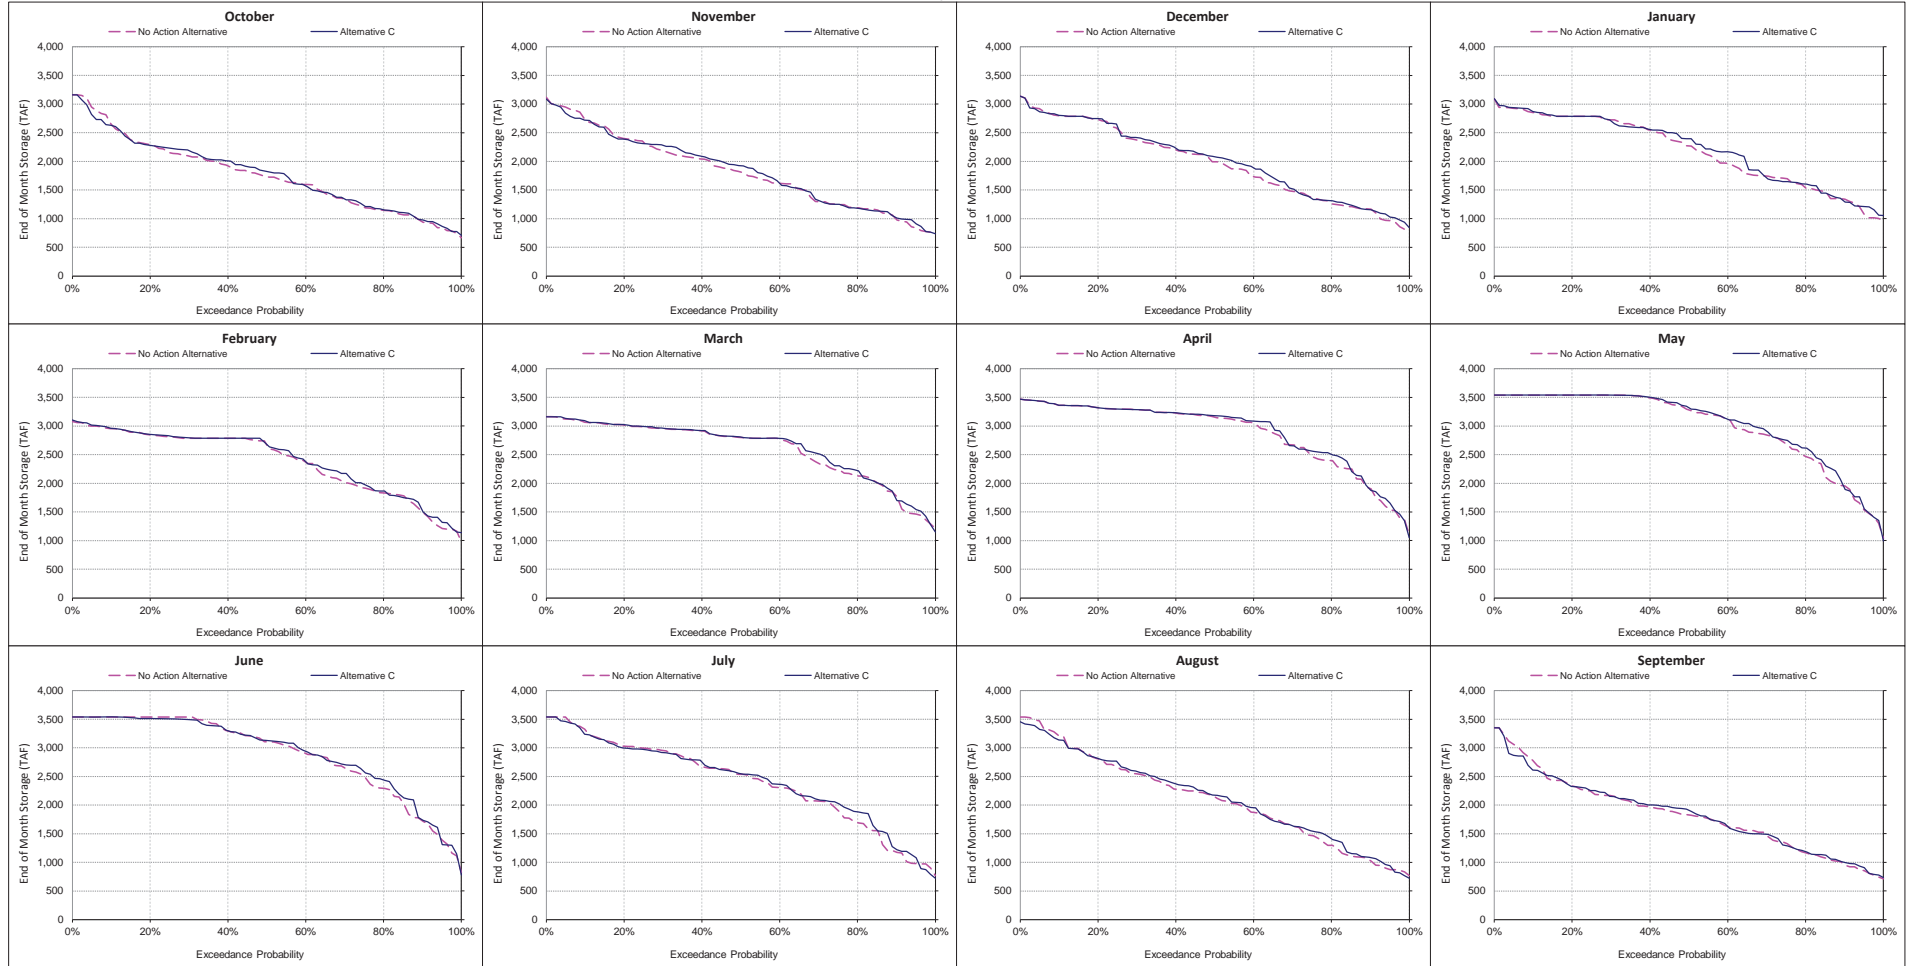 October
No Action Alternative Alternative C
4,000
3,500
3,000
2,500
2,000
1,500
1,000
500
0
End of Month Storage (TAF)
0% 20% 40% 60% 80% 100%
Exceedance Probability
November
No Action Alternative Alternative C
4,000
3,500
3,000
2,500
2,000
1,500
1,000
500
0
End of Month Storage (TAF)
0% 20% 40% 60% 80% 100%
Exceedance Probability
December
No Action Alternative Alternative C
4,000
3,500
3,000
2,500
2,000
1,500
1,000
500
0
End of Month Storage (TAF)
0% 20% 40% 60% 80% 100%
Exceedance Probability
January
No Action Alternative Alternative C
4,000
3,500
3,000
2,500
2,000
1,500
1,000
500
0
End of Month Storage (TAF)
0% 20% 40% 60% 80% 100%
Exceedance Probability
February
No Action Alternative Alternative C
4,000
3,500
3,000
2,500
2,000
1,500
1,000
500
0
End of Month Storage (TAF)
0% 20% 40% 60% 80% 100%
Exceedance Probability
March
No Action Alternative Alternative C
4,000
3,500
3,000
2,500
2,000
1,500
1,000
500
0
End of Month Storage (TAF)
0% 20% 40% 60% 80% 100%
Exceedance Probability
April
No Action Alternative Alternative C
4,000
3,500
3,000
2,500
2,000
1,500
1,000
500
0
End of Month Storage (TAF)
0% 20% 40% 60% 80% 100%
Exceedance Probability
May
No Action Alternative Alternative C
4,000
3,500
3,000
2,500
2,000
1,500
1,000
500
0
End of Month Storage (TAF)
0% 20% 40% 60% 80% 100%
Exceedance Probability
June
No Action Alternative Alternative C
4,000
3,500
3,000
2,500
2,000
1,500
1,000
500
0
End of Month Storage (TAF)
0% 20% 40% 60% 80% 100%
Exceedance Probability
July
No Action Alternative Alternative C
4,000
3,500
3,000
2,500
2,000
1,500
1,000
500
0
End of Month Storage (TAF)
0% 20% 40% 60% 80% 100%
Exceedance Probability
August
No Action Alternative Alternative C
4,000
3,500
3,000
2,500
2,000
1,500
1,000
500
0
End of Month Storage (TAF)
0% 20% 40% 60% 80% 100%
Exceedance Probability
September
No Action Alternative Alternative C
4,000
3,500
3,000
2,500
2,000
1,500
1,000
500
0
End of Month Storage (TAF)
0% 20% 40% 60% 80% 100%
Exceedance Probability